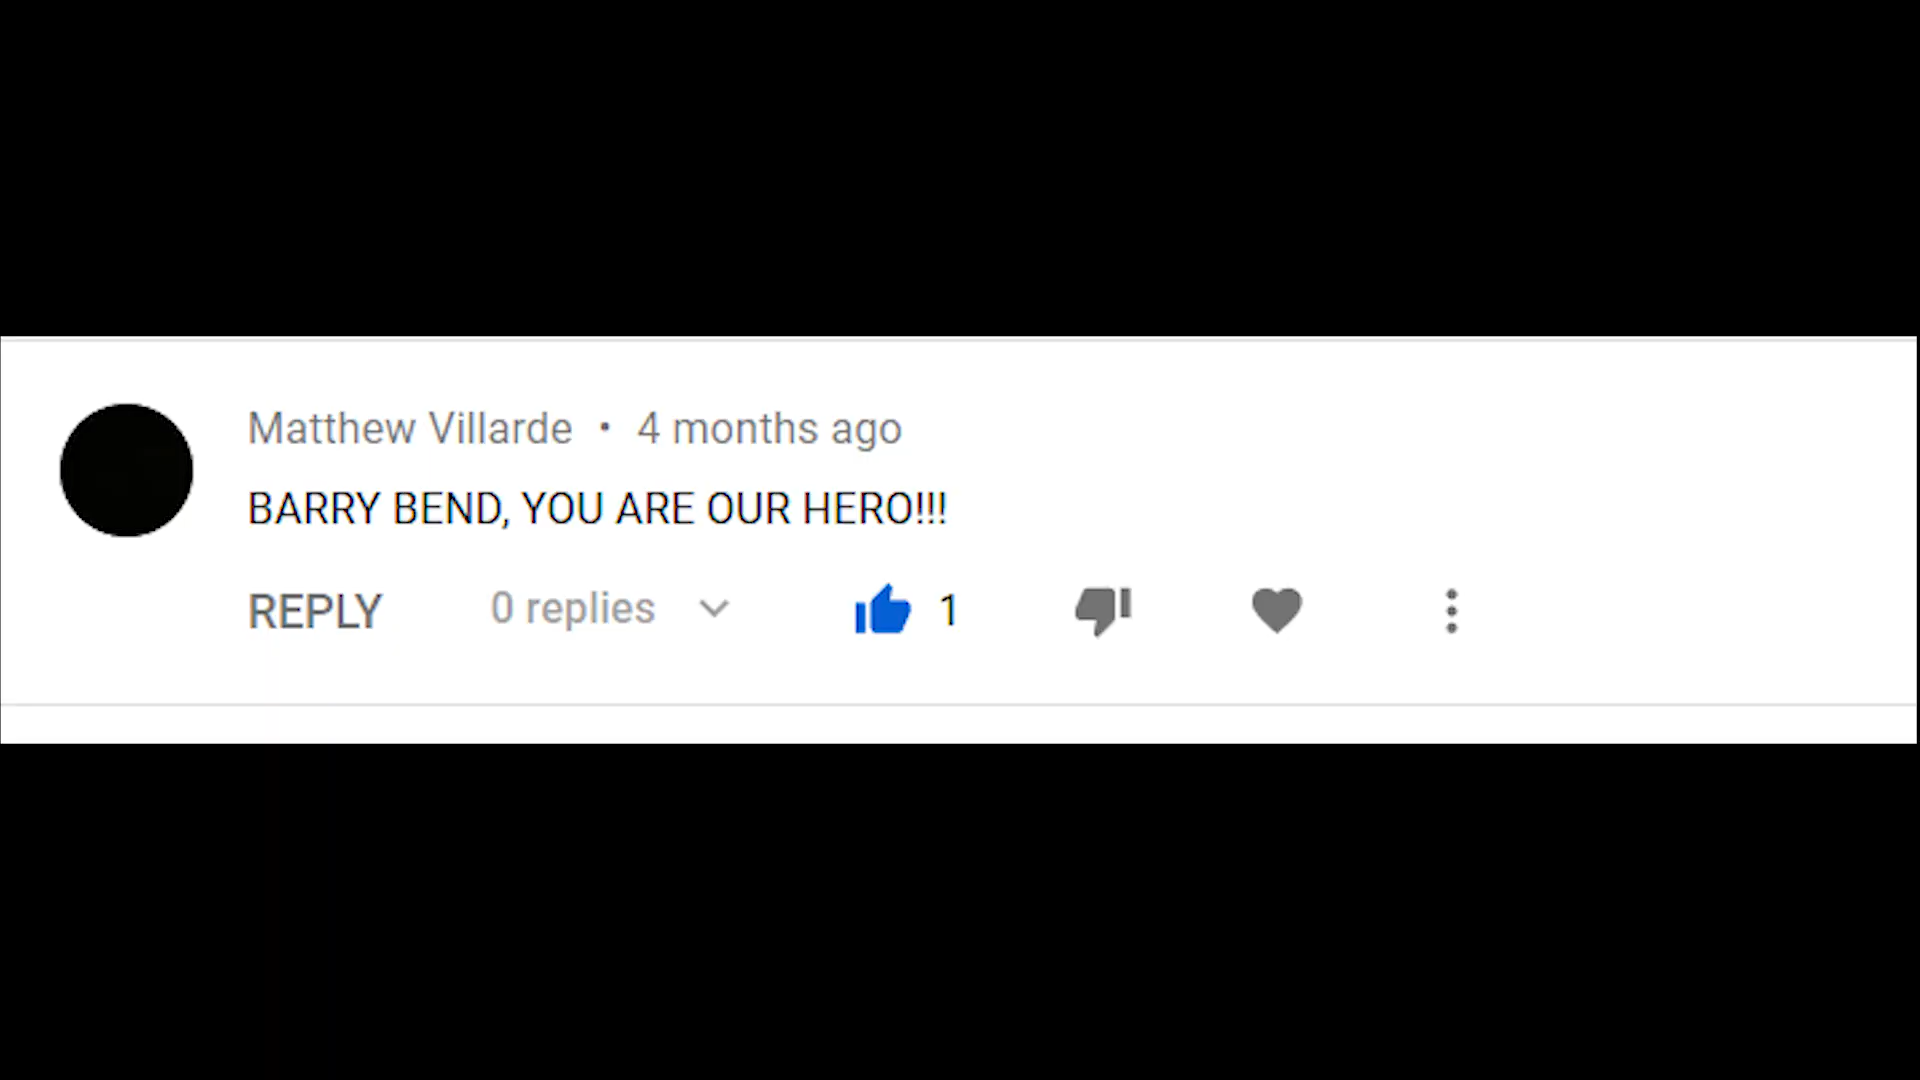 Matthew Villarde • 4 months ago
BARRY BEND, YOU ARE OUR HERO!!!
REPLY 0 replies 1